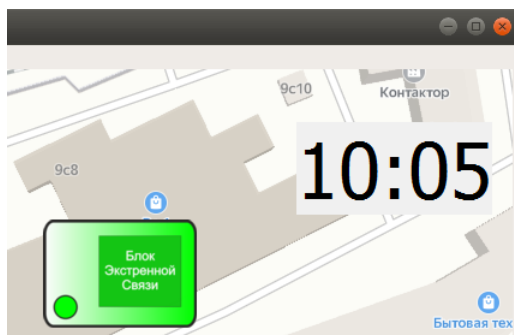 9с10
Контактор
10:05
9с8
Блок
Экстренной
Связи
Бытовая тех